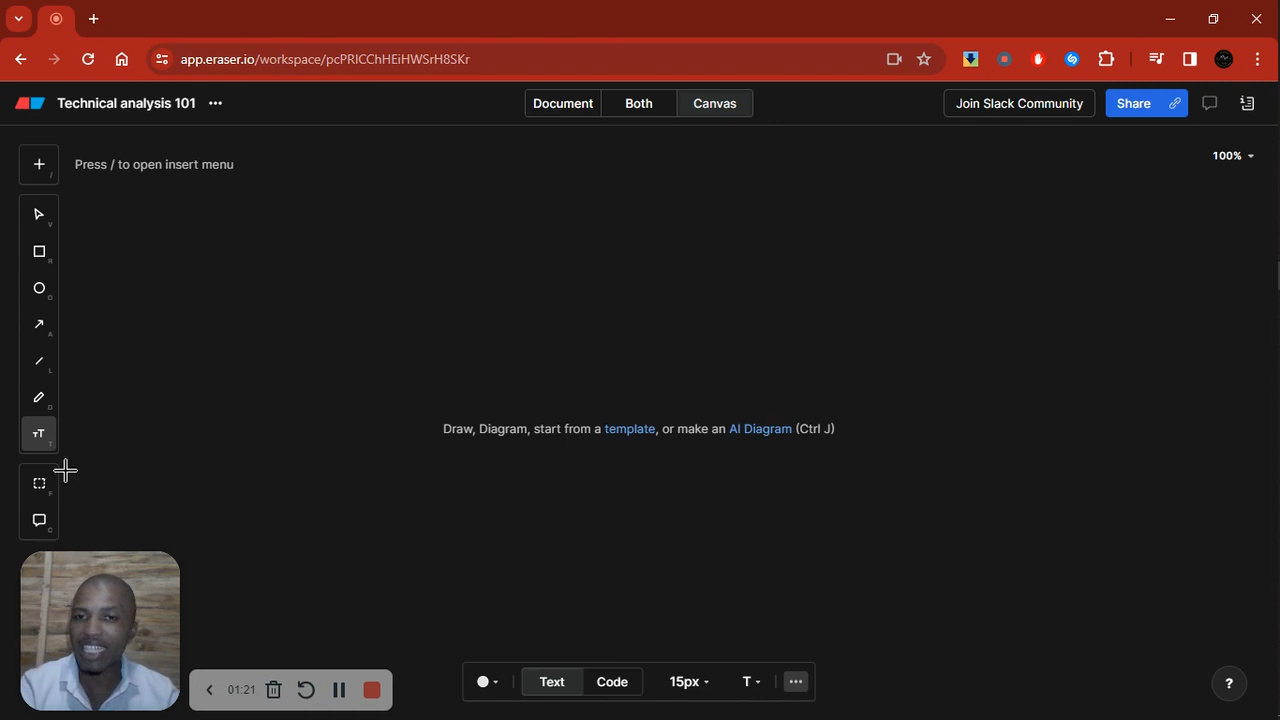 app.eraser.io/workspace/pcPRICChHEiHWSrH8SKr
Technical analysis 101 •••
Document Both Canvas
Join Slack Community
Share
Press / to open insert menu
100%
/
V
R
O
A
L
D
T
F
C
Draw, Diagram, start from a template, or make an AI Diagram (Ctrl J)
01:21
Text Code 15px T •••
?